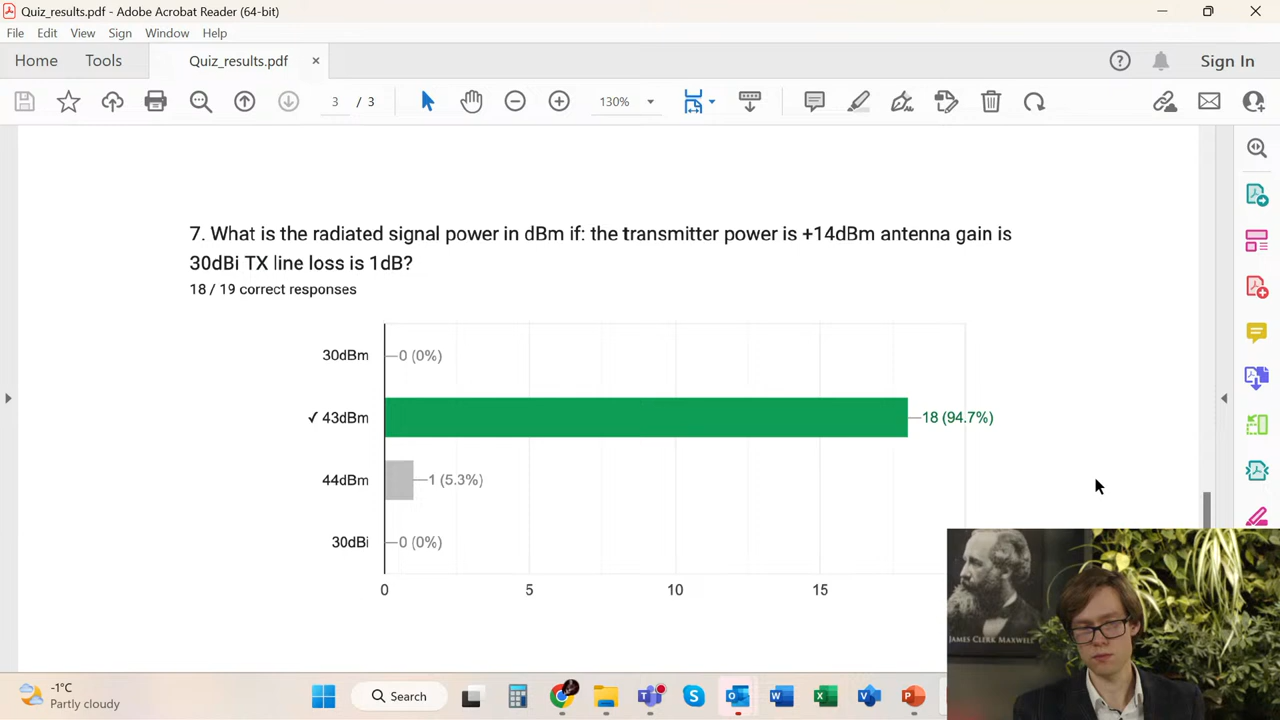 Quiz_results.pdf - Adobe Acrobat Reader (64-bit)
File Edit View Sign Window Help
Home Tools Quiz_results.pdf × ? Sign In
3 / 3 130%
7. What is the radiated signal power in dBm if: the transmitter power is +14dBm antenna gain is
30dBi TX line loss is 1dB?
18 / 19 correct responses
30dBm 0 (0%)
✓ 43dBm 18 (94.7%)
44dBm 1 (5.3%)
30dBi 0 (0%)
0 5 10 15
JAMES CLERK MAXWELL
-1°C
Partly cloudy
Search